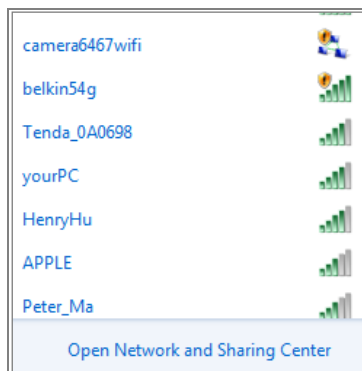 camera6467wifi
belkin54g
Tenda_0A0698
yourPC
HenryHu
APPLE
Peter_Ma
Open Network and Sharing Center